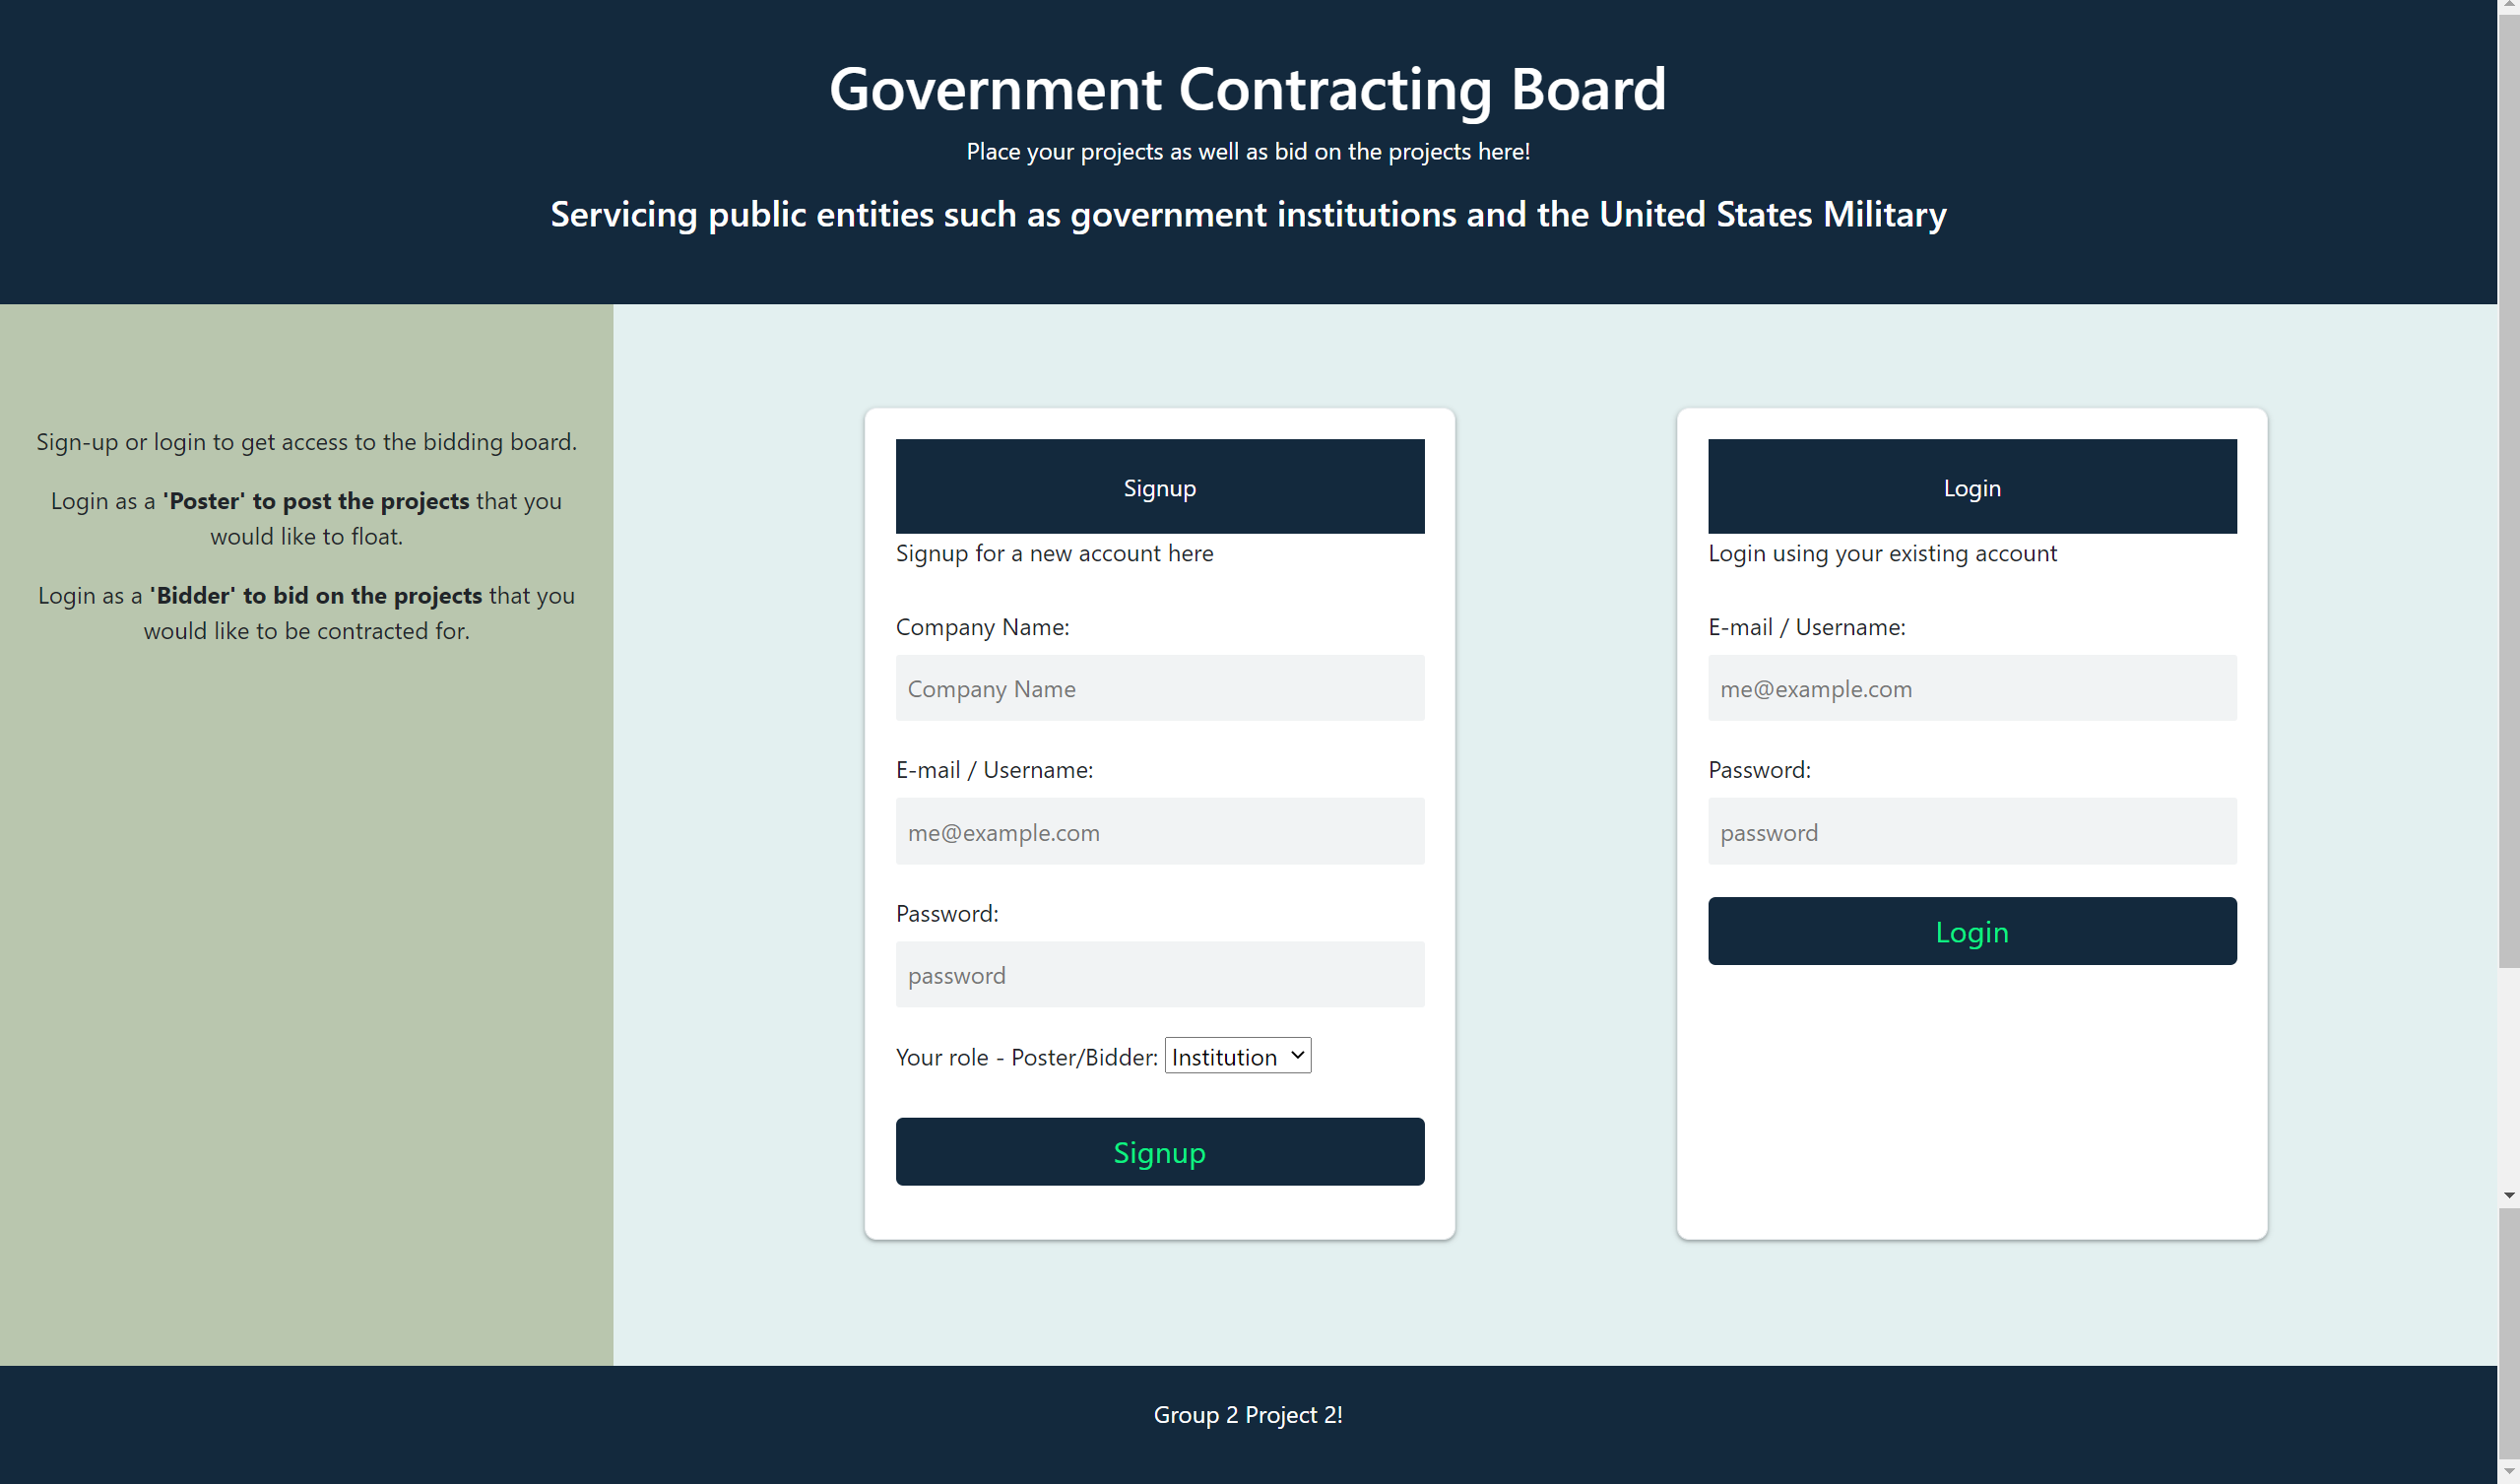 Government Contracting Board
Place your projects as well as bid on the projects here!
Servicing public entities such as government institutions and the United States Military
Sign-up or login to get access to the bidding board.
Login as a 'Poster' to post the projects that you
would like to float.
Login as a 'Bidder' to bid on the projects that you
would like to be contracted for.
Signup
Signup for a new account here
Company Name:
Company Name
E-mail / Username:
me@example.com
Password:
password
Your role - Poster/Bidder: Institution
Signup
Login
Login using your existing account
E-mail / Username:
me@example.com
Password:
password
Login
Group 2 Project 2!